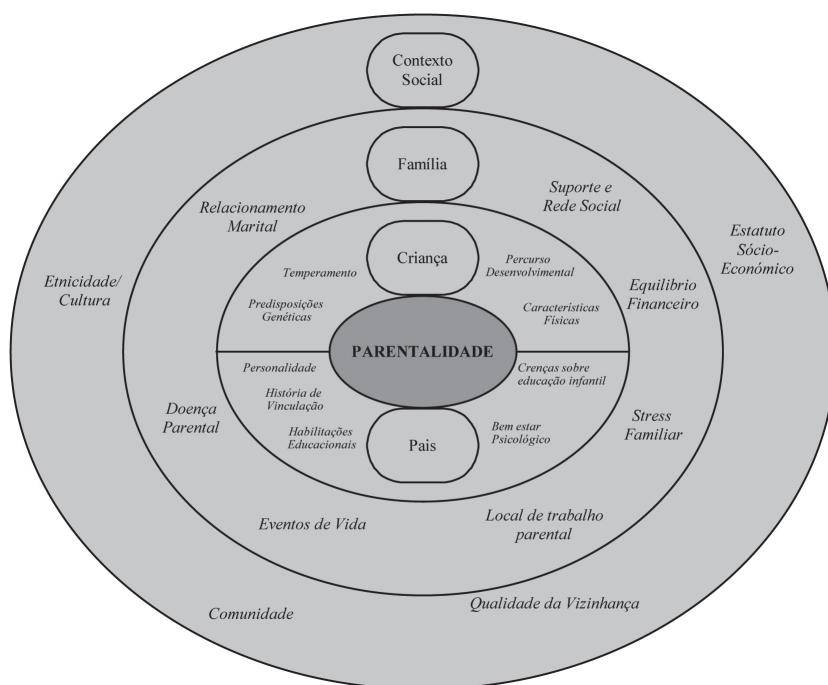 Contexto
Social
Família
Suporte e
Rede Social
Relacionamento
Marital
Estatuto
Sócio-
Económico
Criança
Percurso
Desenvolvimental
Temperamento
Etnicidade/
Cultura
Equilibrio
Financeiro
Predisposições
Genéticas
Características
Físicas
PARENTALIDADE
Personalidade
Crenças sobre
educação infantil
História de
Vinculação
Doença
Parental
Stress
Familiar
Habilitações
Educacionais
Pais
Bem estar
Psicológico
Eventos de Vida
Local de trabalho
parental
Comunidade
Qualidade da Vizinhança